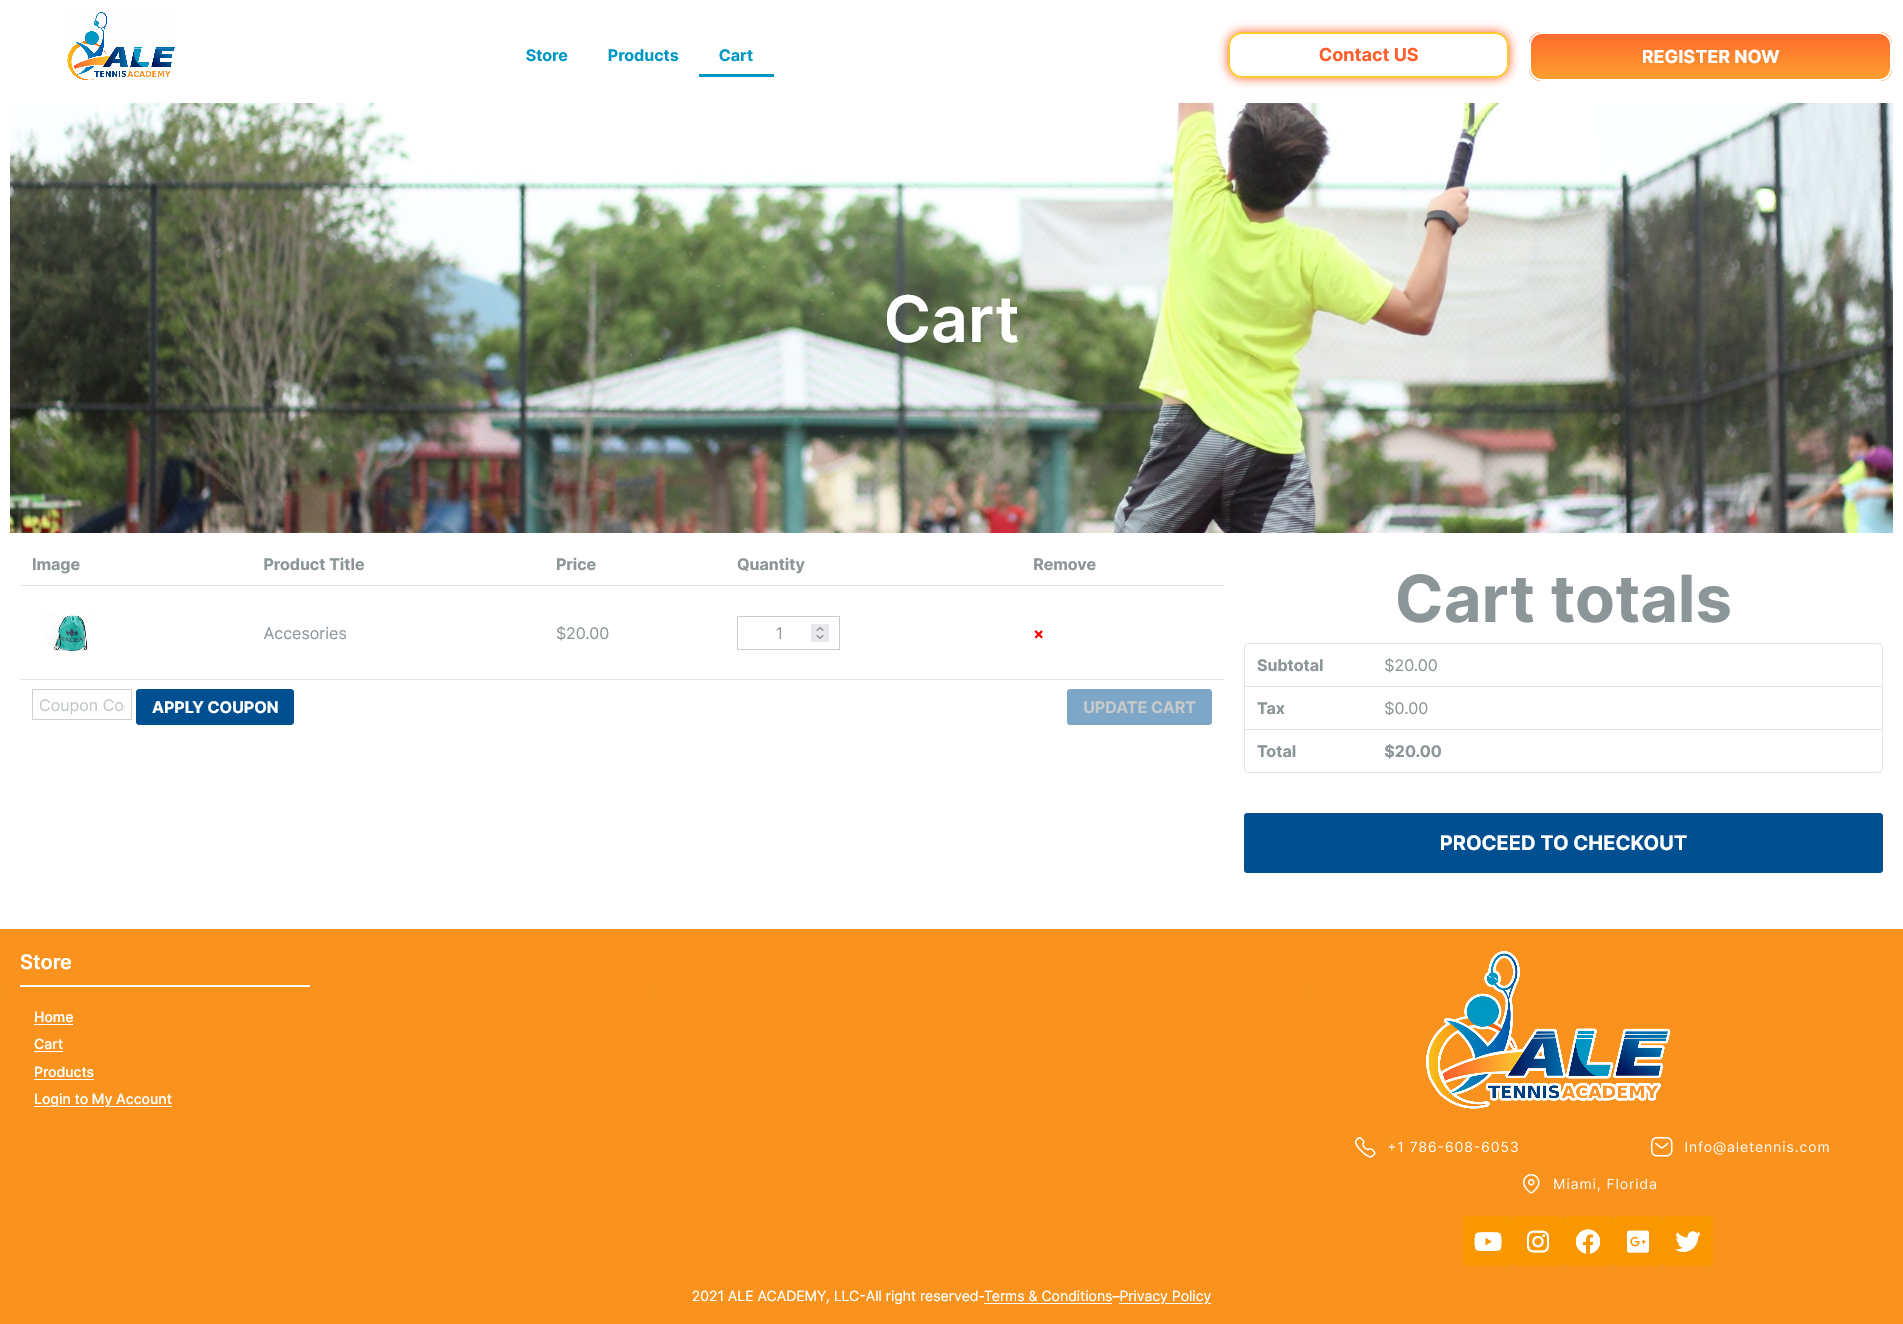 ALE
TENNIS ACADEMY
Store Products Cart
Contact US
REGISTER NOW
Cart
Image Product Title Price Quantity Remove
Accesories $20.00 1 ×
Coupon Co
APPLY COUPON
UPDATE CART
Cart totals
Subtotal $20.00
Tax $0.00
Total $20.00
PROCEED TO CHECKOUT
Store
Home
Cart
Products
Login to My Account
ALE
TENNIS ACADEMY
+1 786-608-6053
Info@aletennis.com
Miami, Florida
G+
2021 ALE ACADEMY, LLC-All right reserved-Terms & Conditions–Privacy Policy